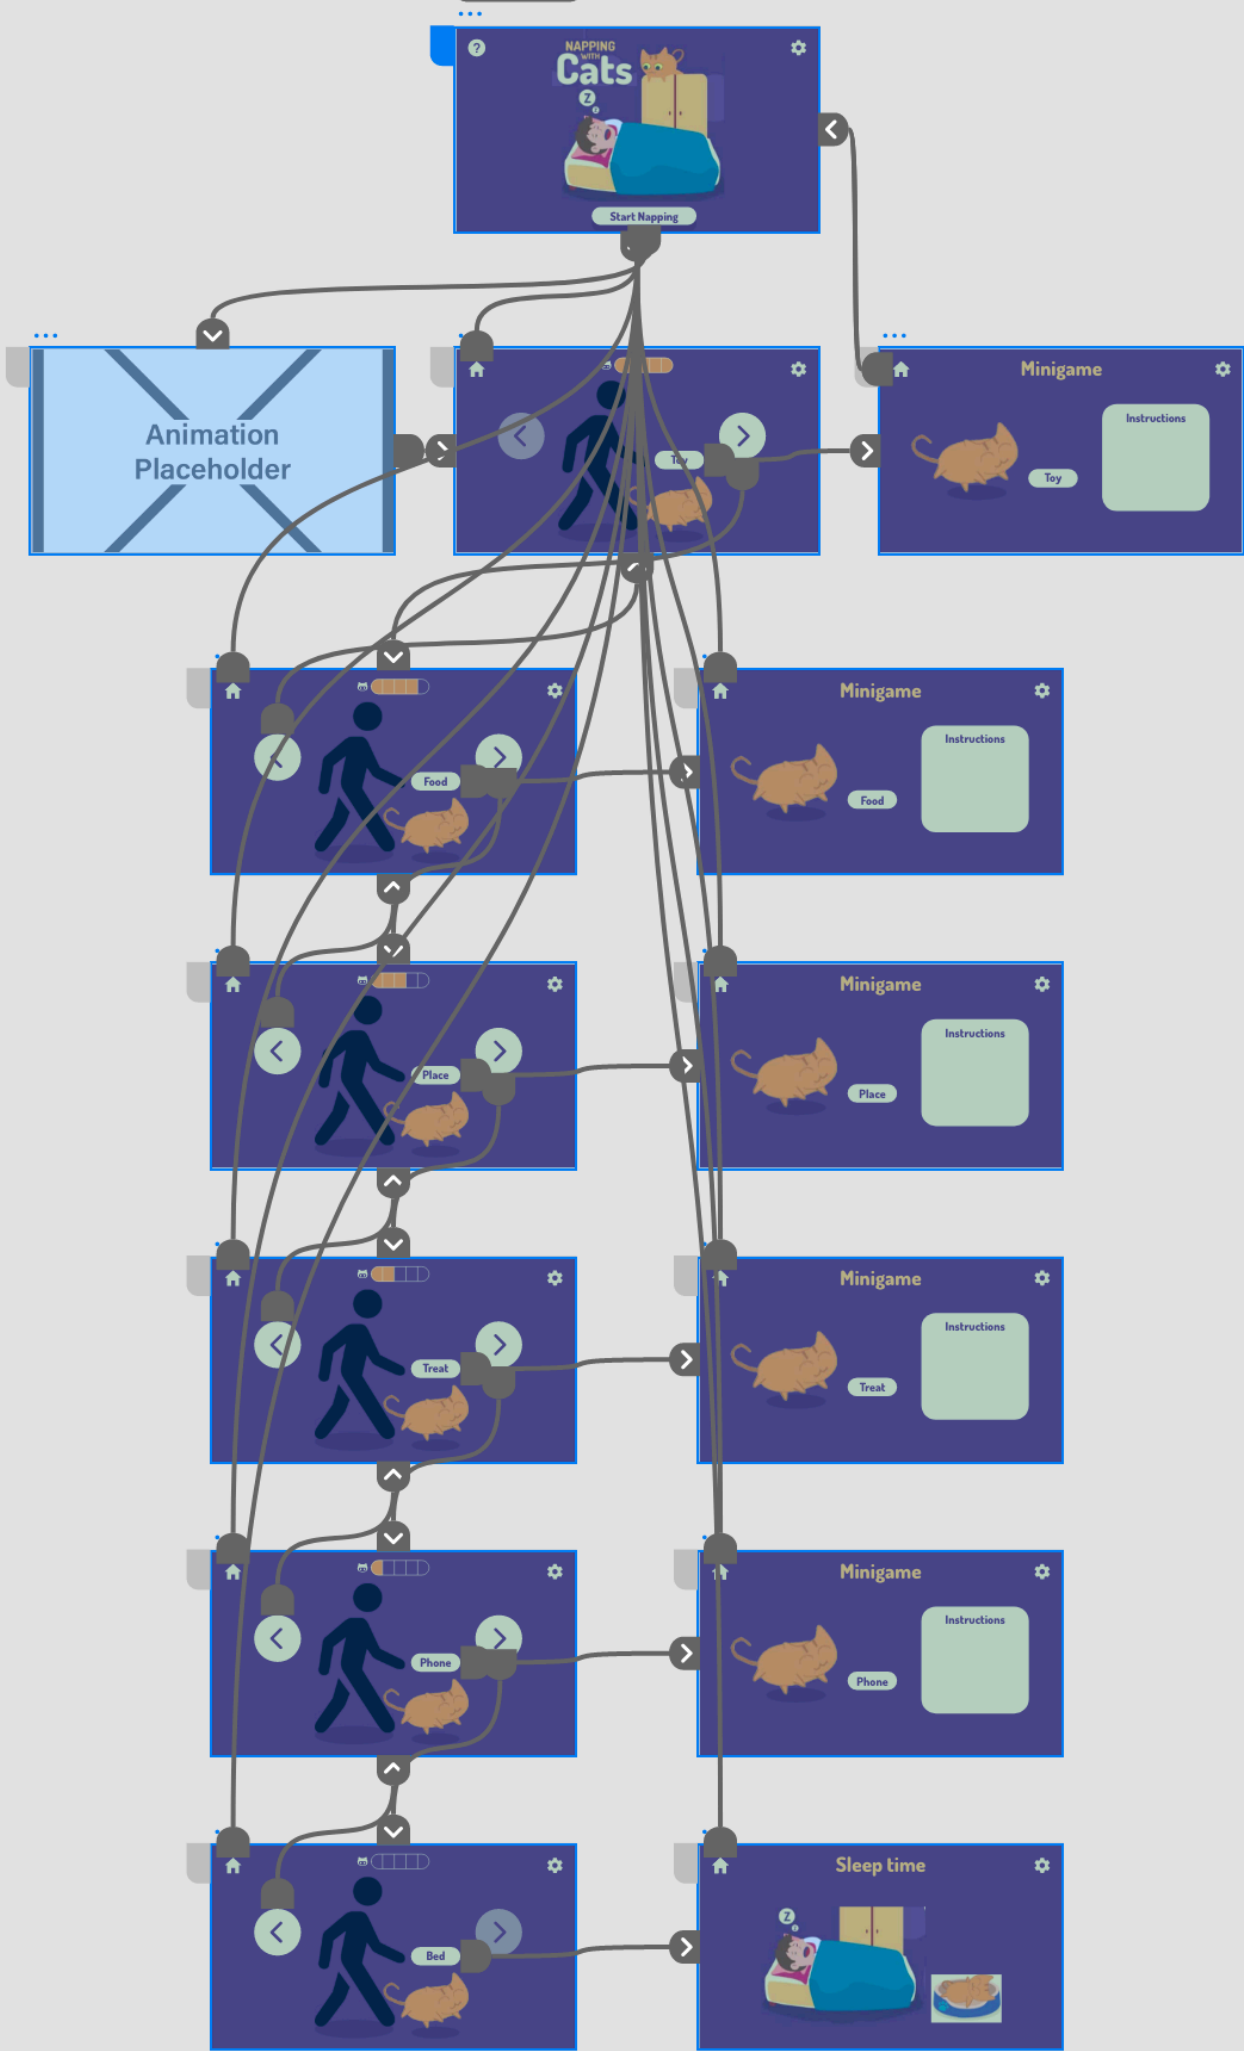 ?
NAPPING
WITH
Cats
Z
z
Start Napping
Animation
Placeholder
Toy
Minigame
Instructions
Toy
Food
Minigame
Instructions
Food
Place
Minigame
Instructions
Place
Treat
Minigame
Instructions
Treat
Phone
Minigame
Instructions
Phone
Bed
Sleep time
Z
z